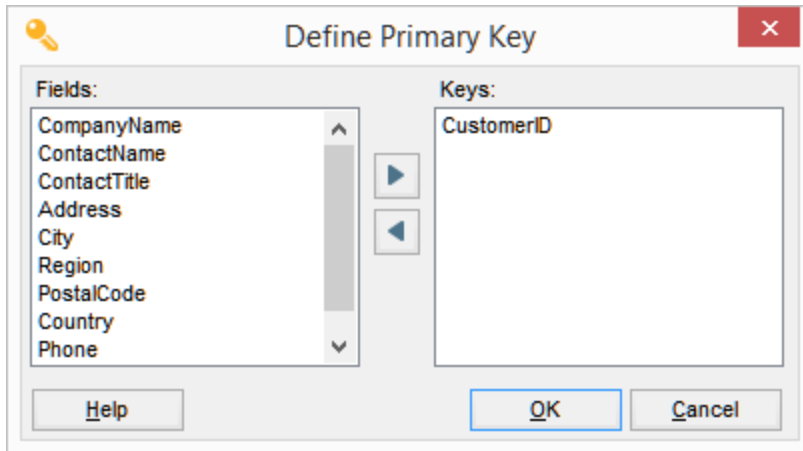 Define Primary Key
Fields:
Keys:
CompanyName
ContactName
ContactTitle
Address
City
Region
PostalCode
Country
Phone
CustomerID
Help
OK
Cancel